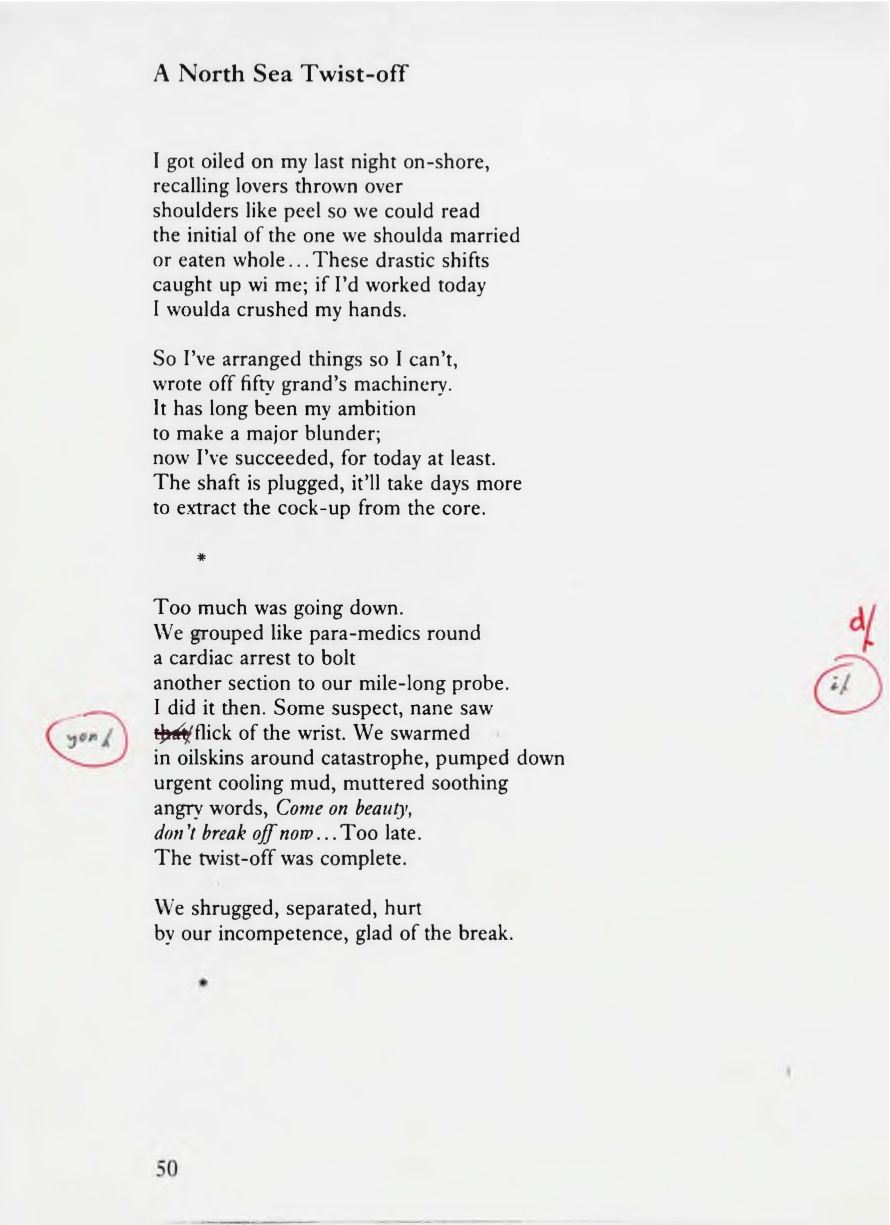 A North Sea Twist-off
I got oiled on my last night on-shore,
recalling lovers thrown over
shoulders like peel so we could read
the initial of the one we shoulda married
or eaten whole...These drastic shifts
caught up wi me; if I'd worked today
I woulda crushed my hands.
So I've arranged things so I can't,
wrote off fifty grand's machinery.
It has long been my ambition
to make a major blunder;
now I've succeeded, for today at least.
The shaft is plugged, it'll take days more
to extract the cock-up from the core.
*
Too much was going down.
We grouped like para-medics round
a cardiac arrest to bolt
another section to our mile-long probe.
I did it then. Some suspect, nane saw
that flick of the wrist. We swarmed
in oilskins around catastrophe, pumped down
urgent cooling mud, muttered soothing
angry words, Come on beauty,
don't break off now...Too late.
The twist-off was complete.
We shrugged, separated, hurt
by our incompetence, glad of the break.
*
50
yon/
d/
i/